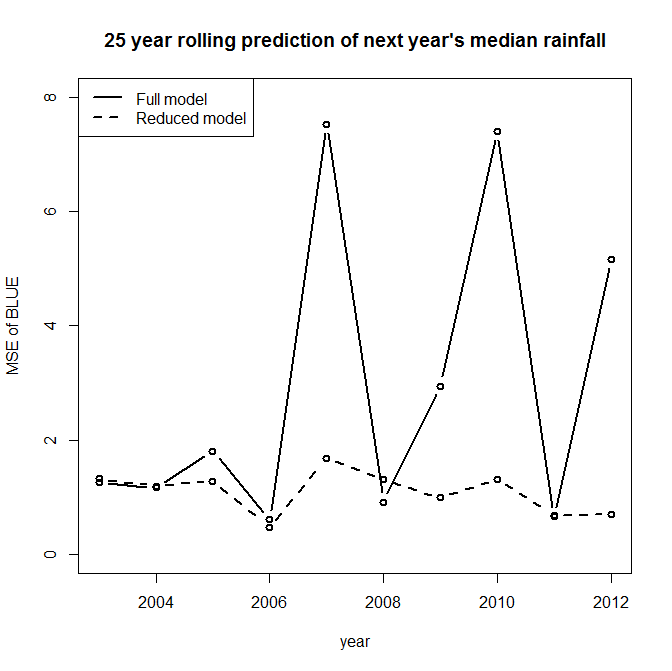 25 year rolling prediction of next year's median rainfall
Full model
Reduced model
8
6
4
2
0
MSE of BLUE
2004 2006 2008 2010 2012
year